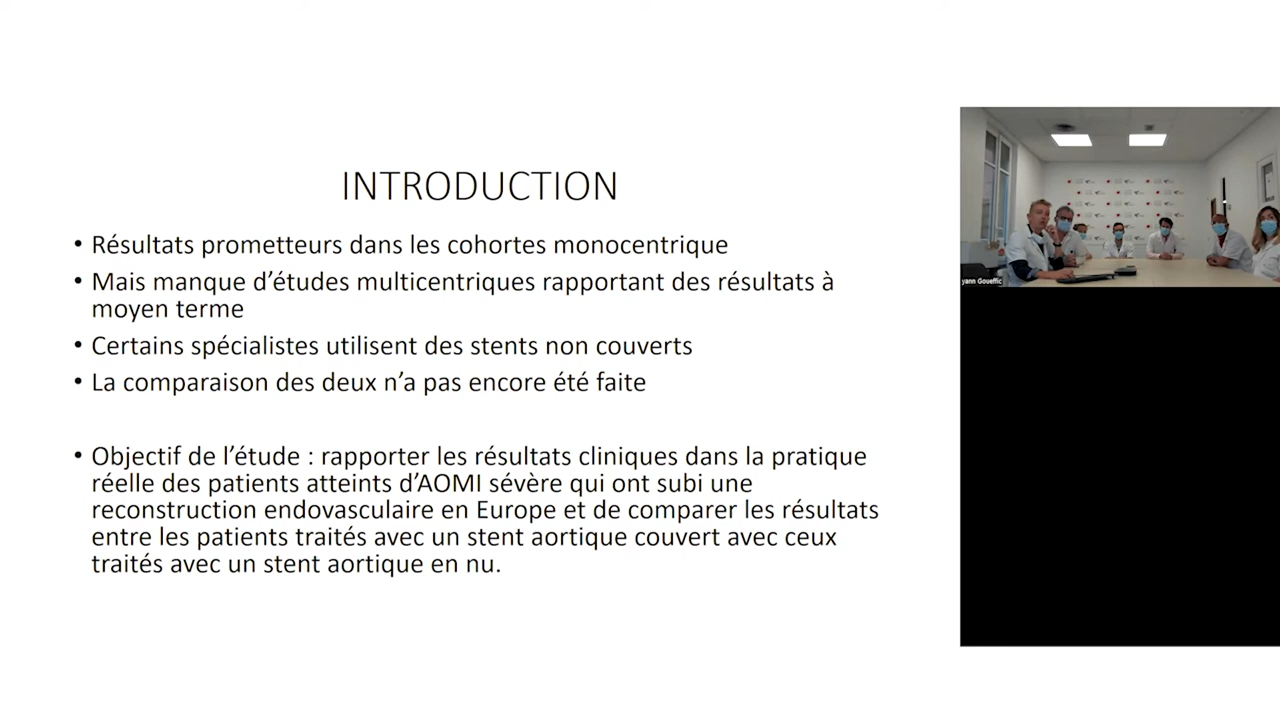 INTRODUCTION
• Résultats prometteurs dans les cohortes monocentrique
• Mais manque d'études multicentriques rapportant des résultats à
moyen terme
• Certains spécialistes utilisent des stents non couverts
• La comparaison des deux n'a pas encore été faite
• Objectif de l'étude : rapporter les résultats cliniques dans la pratique
réelle des patients atteints d'AOMI sévère qui ont subi une
reconstruction endovasculaire en Europe et de comparer les résultats
entre les patients traités avec un stent aortique couvert avec ceux
traités avec un stent aortique en nu.
yann Goueffic